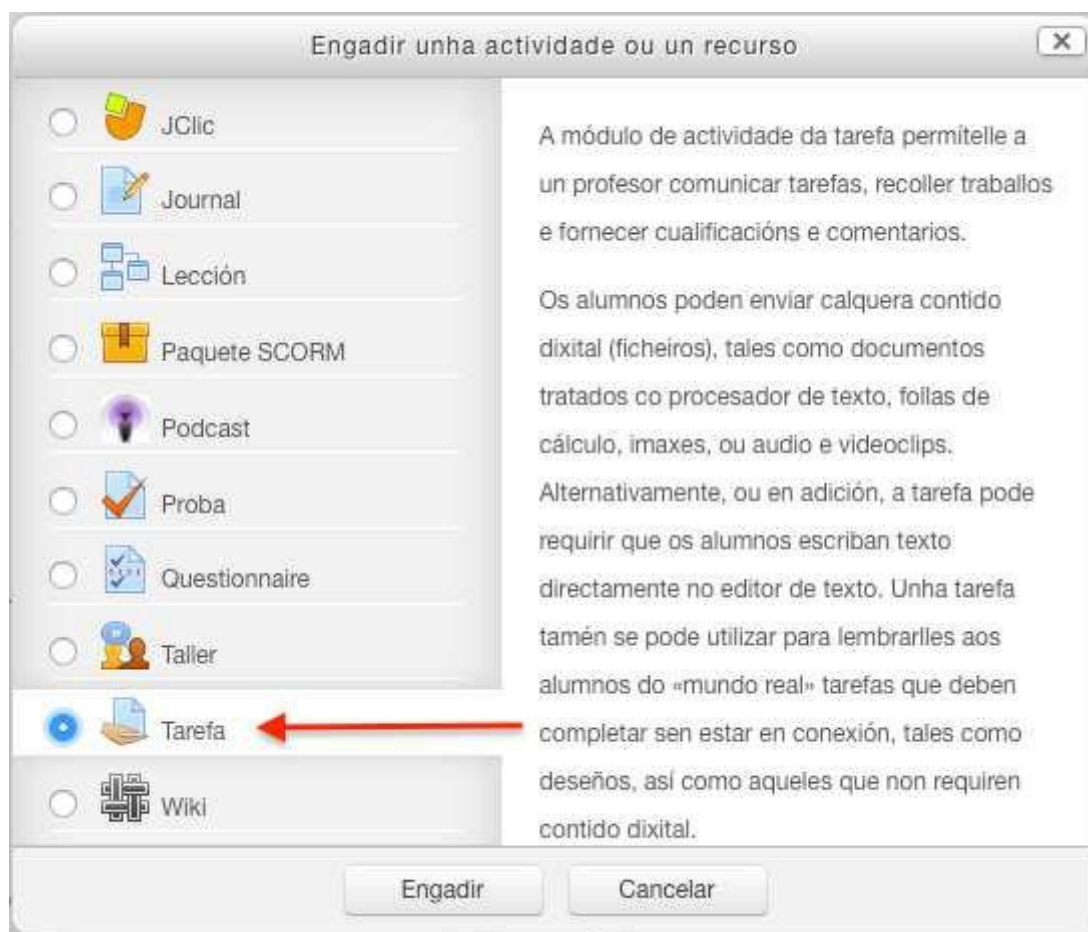 Engadir unha actividade ou un recurso
JClic
Journal
Lección
Paquete SCORM
Podcast
Proba
Questionnaire
Taller
Tarefa
Wiki
A módulo de actividade da tarefa permítelle a
un profesor comunicar tarefas, recoller traballos
e fornecer cualificacións e comentarios.
Os alumnos poden enviar calquera contido
dixital (ficheiros), tales como documentos
tratados co procesador de texto, follas de
cálculo, imaxes, ou audio e videoclips.
Alternativamente, ou en adición, a tarefa pode
requirir que os alumnos escriban texto
directamente no editor de texto. Unha tarefa
tamén se pode utilizar para lembrarlles aos
alumnos do «mundo real» tarefas que deben
completar sen estar en conexión, tales como
deseños, así como aqueles que non requiren
contido dixital.
Engadir
Cancelar